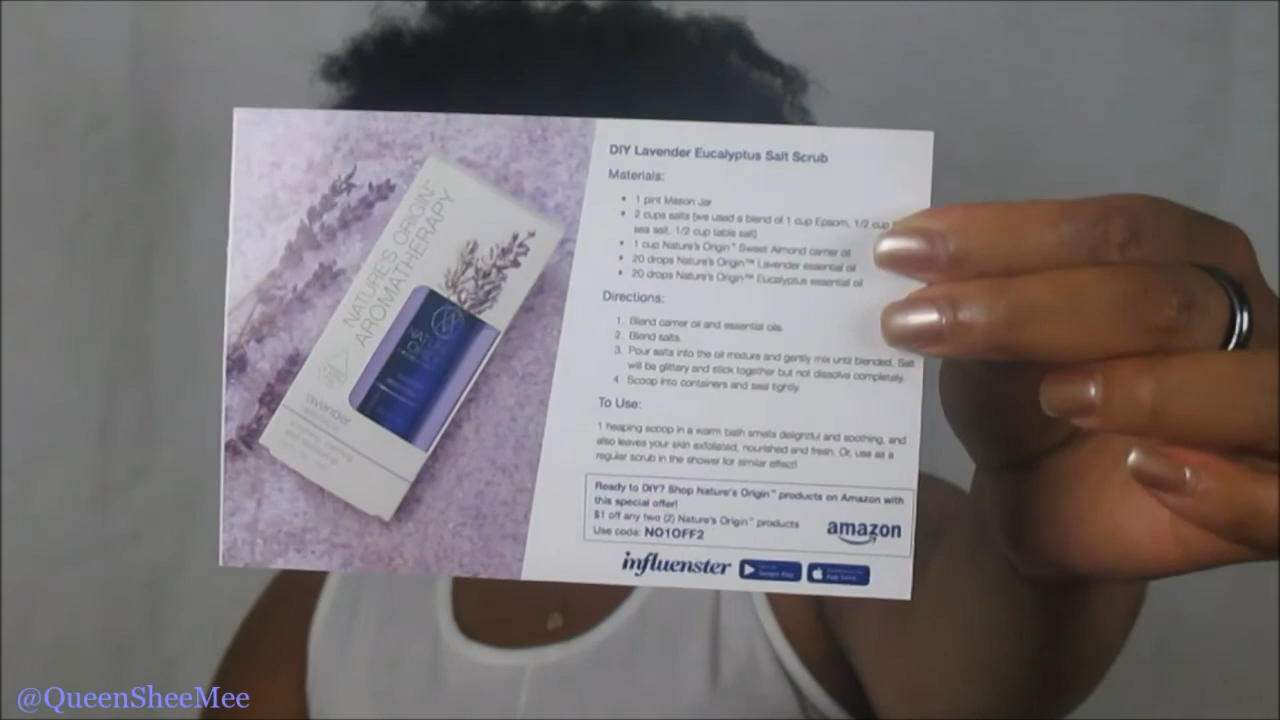 NATURE'S ORIGIN™
AROMATHERAPY
lavender
DIY Lavender Eucalyptus Salt Scrub
Materials:
• 1 pint Mason Jar
• 2 cups salts (we used a blend of 1 cup Epsom, 1/2 cup
sea salt, 1/2 cup table salt)
• 1 cup Nature's Origin™ Sweet Almond carrier oil
• 20 drops Nature's Origin™ Lavender essential oil
• 20 drops Nature's Origin™ Eucalyptus essential oil
Directions:
1. Blend carrier oil and essential oils.
2. Blend salts.
3. Pour salts into the oil mixture and gently mix until blended. Salt
will be glittery and stick together but not dissolve completely.
4. Scoop into containers and seal tightly.
To Use:
1 heaping scoop in a warm bath smells delightful and soothing, and
also leaves your skin exfoliated, nourished and fresh. Or, use as a
regular scrub in the shower for similar effect!
Ready to DIY? Shop Nature's Origin™ products on Amazon with
this special offer!
$1 off any two (2) Nature's Origin™ products
Use code: NO1OFF2
amazon
influenster
Google Play
App Store
@QueenSheeMee